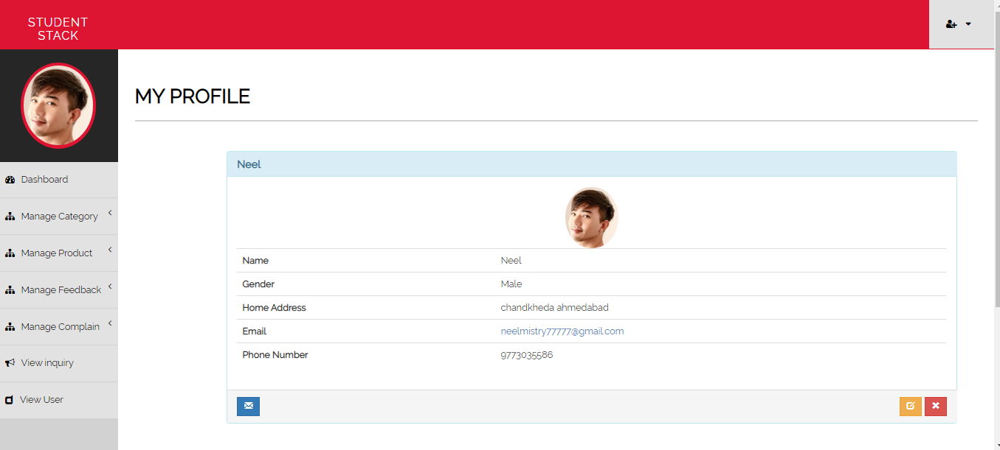 STUDENT
STACK
MY PROFILE
Neel
Dashboard
Manage Category
Manage Product
Manage Feedback
Manage Complain
View inquiry
View User
Name Neel
Gender Male
Home Address chandkheda ahmedabad
Email neelmistry77777@gmail.com
Phone Number 9773035586